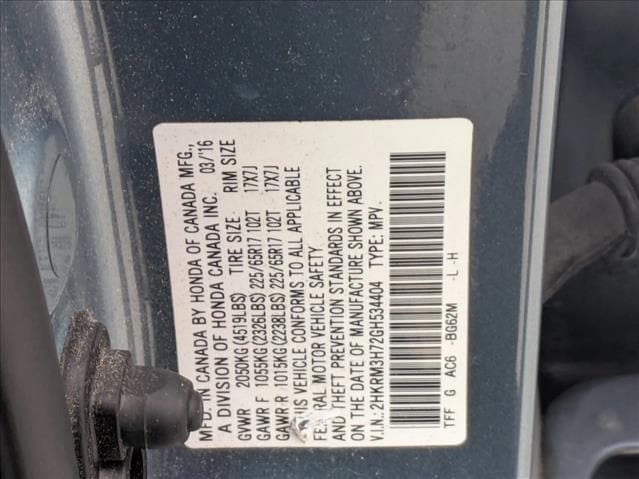 MFD. IN CANADA BY HONDA OF CANADA MFG.,
A DIVISION OF HONDA CANADA INC. 03/'16
GVWR 2050KG(4519LBS) TIRE SIZE RIM SIZE
GAWR F 1055KG(2326LBS) 225/65R17 102T 17X7J
GAWR R 1015KG(2238LBS) 225/65R17 102T 17X7J
THIS VEHICLE CONFORMS TO ALL APPLICABLE
FEDERAL MOTOR VEHICLE SAFETY
AND THEFT PREVENTION STANDARDS IN EFFECT
ON THE DATE OF MANUFACTURE SHOWN ABOVE.
V.I.N.: 2HKRM3H72GH534404 TYPE: MPV.
TFF G AC6 -BG62M -L -H